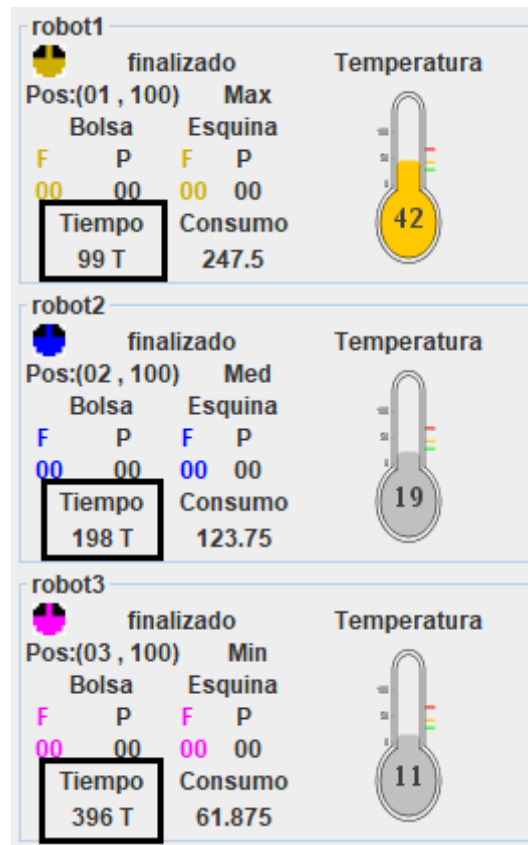 robot1
finalizado Temperatura
Pos:(01 , 100) Max
Bolsa Esquina
F P F P
00 00 00 00
Tiempo Consumo
99 T 247.5
42
robot2
finalizado Temperatura
Pos:(02 , 100) Med
Bolsa Esquina
F P F P
00 00 00 00
Tiempo Consumo
198 T 123.75
19
robot3
finalizado Temperatura
Pos:(03 , 100) Min
Bolsa Esquina
F P F P
00 00 00 00
Tiempo Consumo
396 T 61.875
11